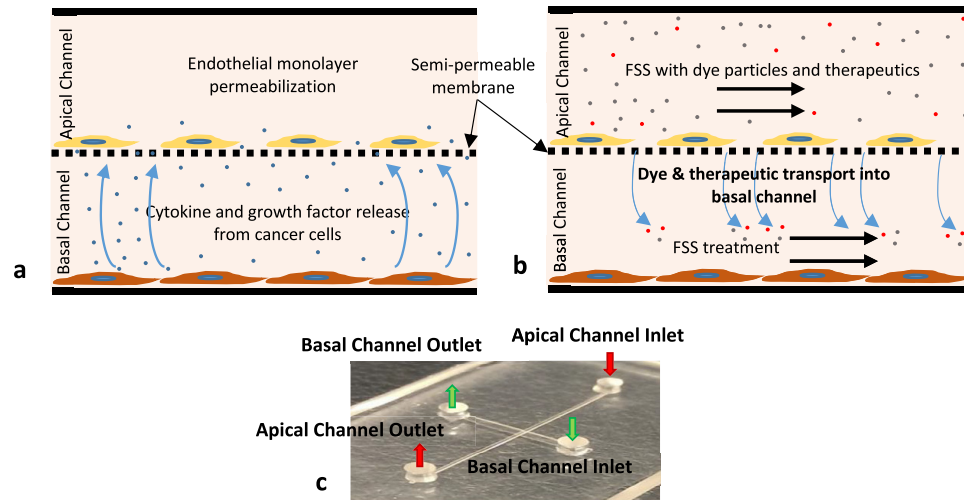 Apical Channel
Endothelial monolayer
permeabilization
Semi-permeable
membrane
Basal Channel
Cytokine and growth factor release
from cancer cells
a
Apical Channel
FSS with dye particles and therapeutics
Basal Channel
Dye & therapeutic transport into
basal channel
FSS treatment
b
Basal Channel Outlet
Apical Channel Inlet
Apical Channel Outlet
Basal Channel Inlet
c